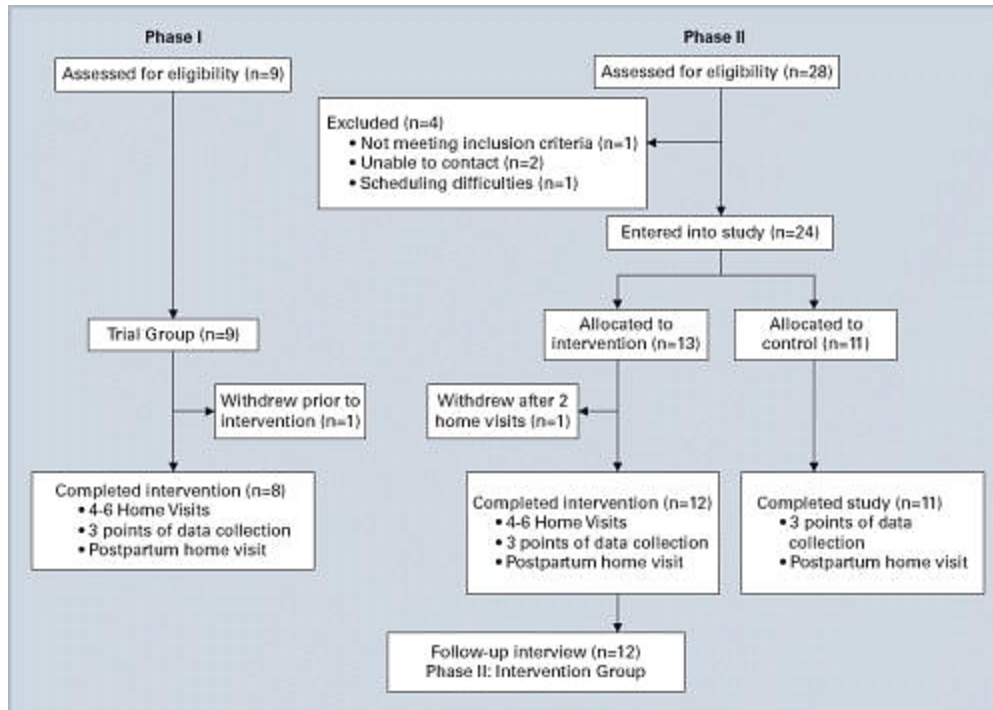 Phase I
Assessed for eligibility (n=9)
Trial Group (n=9)
Withdrew prior to
intervention (n=1)
Completed intervention (n=8)
• 4-6 Home Visits
• 3 points of data collection
• Postpartum home visit
Phase II
Assessed for eligibility (n=28)
Excluded (n=4)
• Not meeting inclusion criteria (n=1)
• Unable to contact (n=2)
• Scheduling difficulties (n=1)
Entered into study (n=24)
Allocated to
intervention (n=13)
Allocated to
control (n=11)
Withdrew after 2
home visits (n=1)
Completed intervention (n=12)
• 4-6 Home Visits
• 3 points of data collection
• Postpartum home visit
Completed study (n=11)
• 3 points of data
collection
• Postpartum home visit
Follow-up interview (n=12)
Phase II: Intervention Group